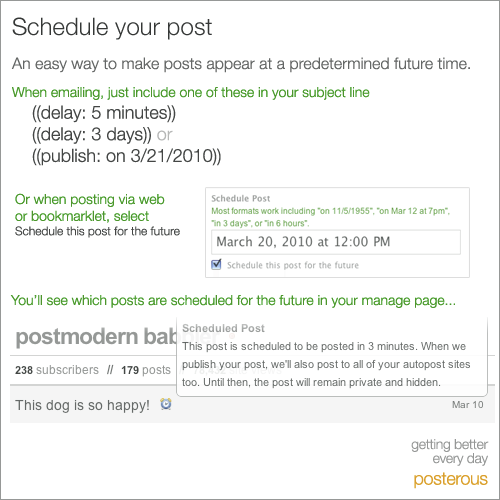 Schedule your post
An easy way to make posts appear at a predetermined future time.
When emailing, just include one of these in your subject line
((delay: 5 minutes))
((delay: 3 days)) or
((publish: on 3/21/2010))
Or when posting via web
or bookmarklet, select
Schedule this post for the future
Schedule Post
Most formats work including "on 11/5/1955", "on Mar 12 at 7pm",
"in 3 days", or "in 6 hours".
March 20, 2010 at 12:00 PM
Schedule this post for the future
You'll see which posts are scheduled for the future in your manage page...
postmodern
238 subscribers // 179 posts
Scheduled Post
This post is scheduled to be posted in 3 minutes. When we
publish your post, we'll also post to all of your autopost sites
too. Until then, the post will remain private and hidden.
This dog is so happy! Mar 10
getting better
every day
posterous